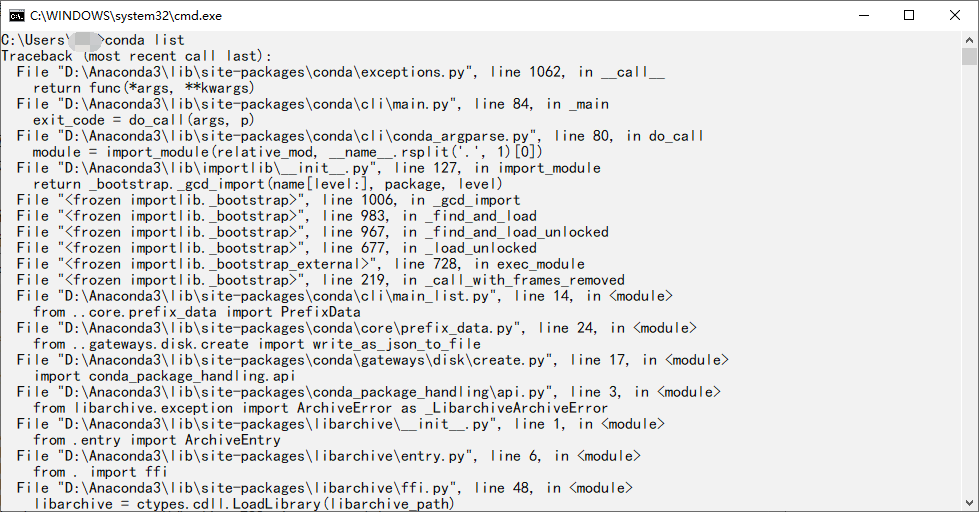 C:\WINDOWS\system32\cmd.exe
C:\Users\ >conda list
Traceback (most recent call last):
  File "D:\Anaconda3\lib\site-packages\conda\exceptions.py", line 1062, in __call__
    return func(*args, **kwargs)
  File "D:\Anaconda3\lib\site-packages\conda\cli\main.py", line 84, in _main
    exit_code = do_call(args, p)
  File "D:\Anaconda3\lib\site-packages\conda\cli\conda_argparse.py", line 80, in do_call
    module = import_module(relative_mod, __name__.rsplit('.', 1)[0])
  File "D:\Anaconda3\lib\importlib\__init__.py", line 127, in import_module
    return _bootstrap._gcd_import(name[level:], package, level)
  File "<frozen importlib._bootstrap>", line 1006, in _gcd_import
  File "<frozen importlib._bootstrap>", line 983, in _find_and_load
  File "<frozen importlib._bootstrap>", line 967, in _find_and_load_unlocked
  File "<frozen importlib._bootstrap>", line 677, in _load_unlocked
  File "<frozen importlib._bootstrap_external>", line 728, in exec_module
  File "<frozen importlib._bootstrap>", line 219, in _call_with_frames_removed
  File "D:\Anaconda3\lib\site-packages\conda\cli\main_list.py", line 14, in <module>
    from ..core.prefix_data import PrefixData
  File "D:\Anaconda3\lib\site-packages\conda\core\prefix_data.py", line 24, in <module>
    from ..gateways.disk.create import write_as_json_to_file
  File "D:\Anaconda3\lib\site-packages\conda\gateways\disk\create.py", line 17, in <module>
    import conda_package_handling.api
  File "D:\Anaconda3\lib\site-packages\conda_package_handling\api.py", line 3, in <module>
    from libarchive.exception import ArchiveError as _LibarchiveArchiveError
  File "D:\Anaconda3\lib\site-packages\libarchive\__init__.py", line 1, in <module>
    from .entry import ArchiveEntry
  File "D:\Anaconda3\lib\site-packages\libarchive\entry.py", line 6, in <module>
    from . import ffi
  File "D:\Anaconda3\lib\site-packages\libarchive\ffi.py", line 48, in <module>
    libarchive = ctypes.cdll.LoadLibrary(libarchive_path)